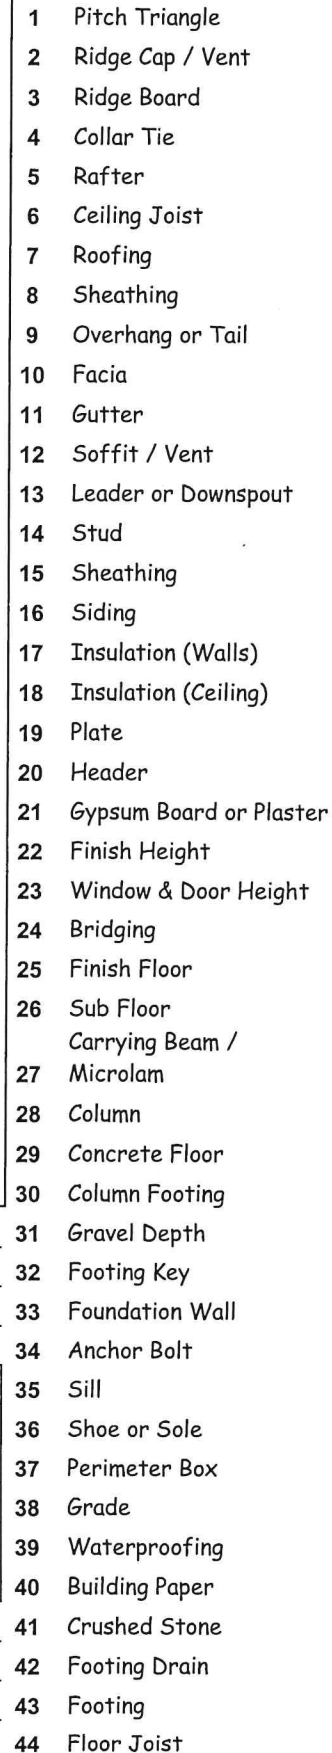 1 Pitch Triangle
2 Ridge Cap / Vent
3 Ridge Board
4 Collar Tie
5 Rafter
6 Ceiling Joist
7 Roofing
8 Sheathing
9 Overhang or Tail
10 Facia
11 Gutter
12 Soffit / Vent
13 Leader or Downspout
14 Stud
15 Sheathing
16 Siding
17 Insulation (Walls)
18 Insulation (Ceiling)
19 Plate
20 Header
21 Gypsum Board or Plaster
22 Finish Height
23 Window & Door Height
24 Bridging
25 Finish Floor
26 Sub Floor
Carrying Beam /
27 Microlam
28 Column
29 Concrete Floor
30 Column Footing
31 Gravel Depth
32 Footing Key
33 Foundation Wall
34 Anchor Bolt
35 Sill
36 Shoe or Sole
37 Perimeter Box
38 Grade
39 Waterproofing
40 Building Paper
41 Crushed Stone
42 Footing Drain
43 Footing
44 Floor Joist